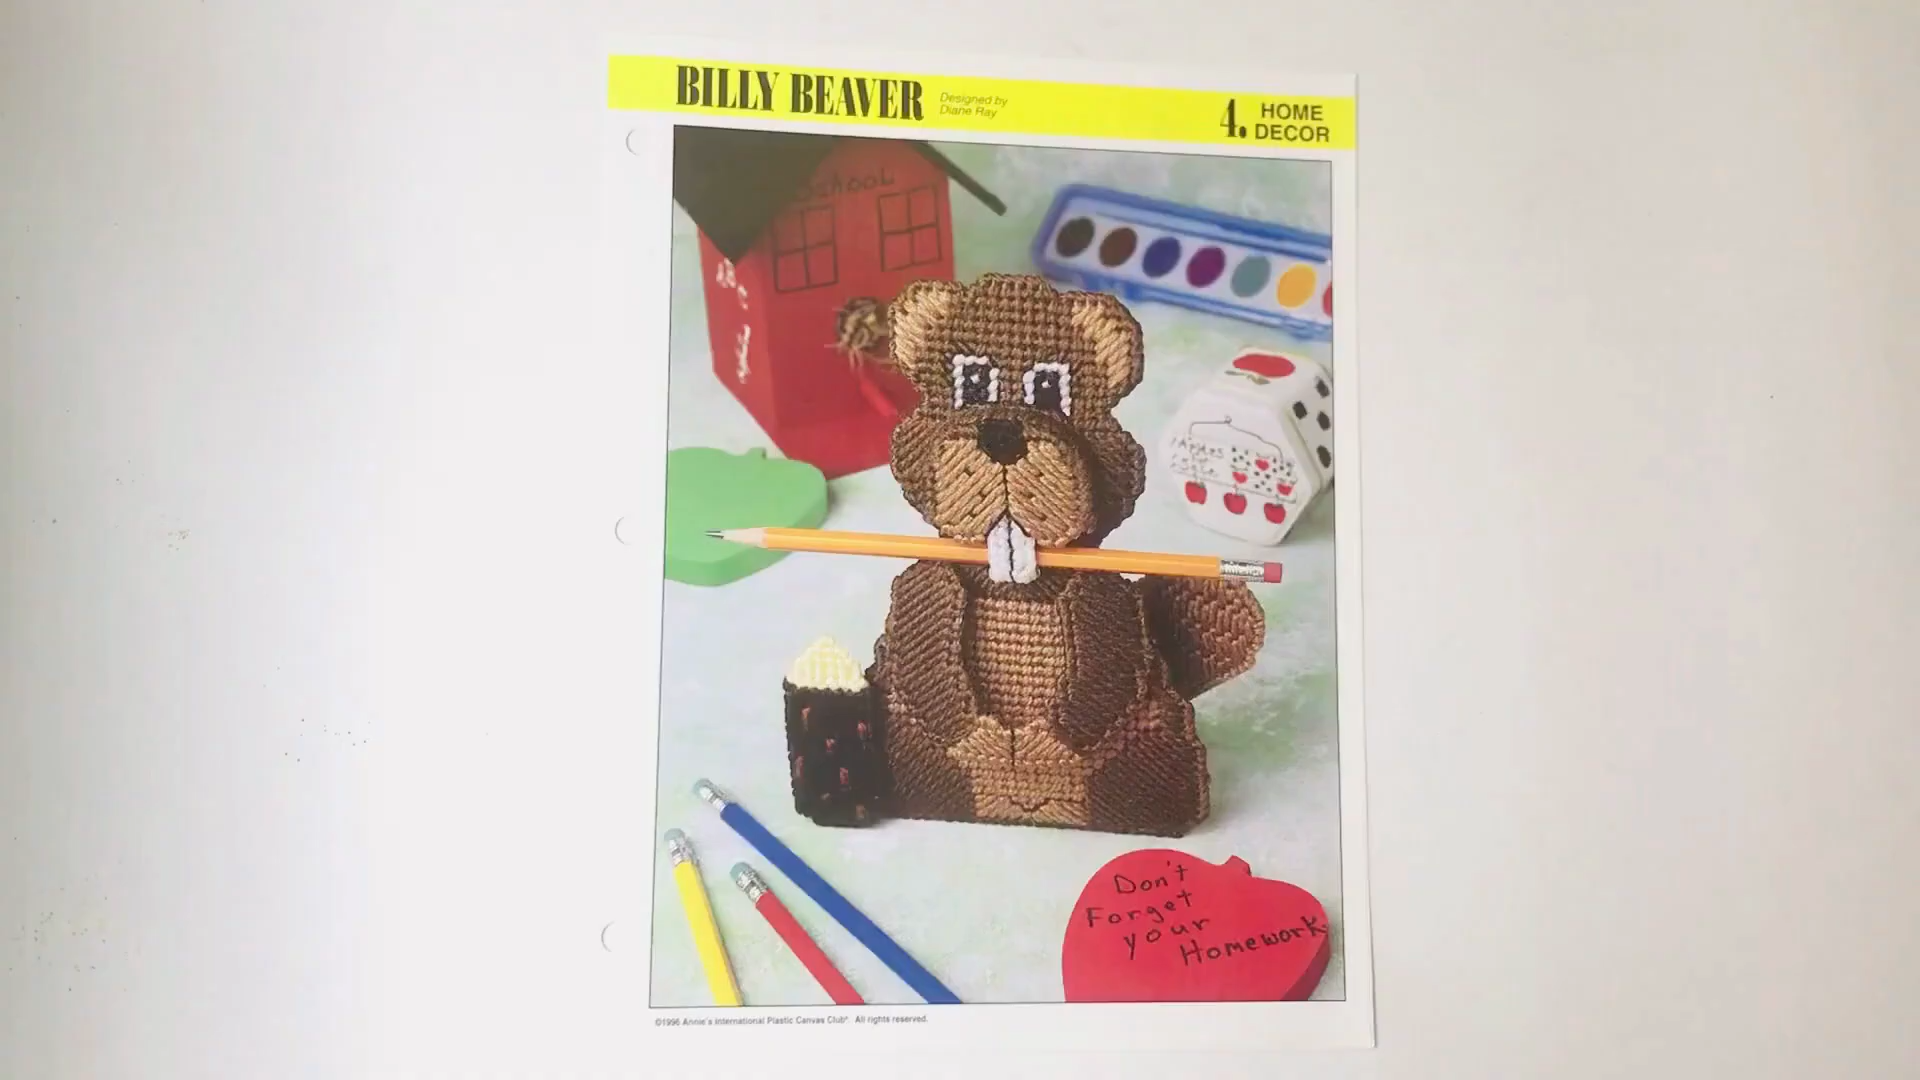 BILLY BEAVER
Designed by
Diane Ray
4. HOME
DECOR
School
Apples
Don't
Forget
your
Homework
©1996 Annie's International Plastic Canvas Club®. All rights reserved.